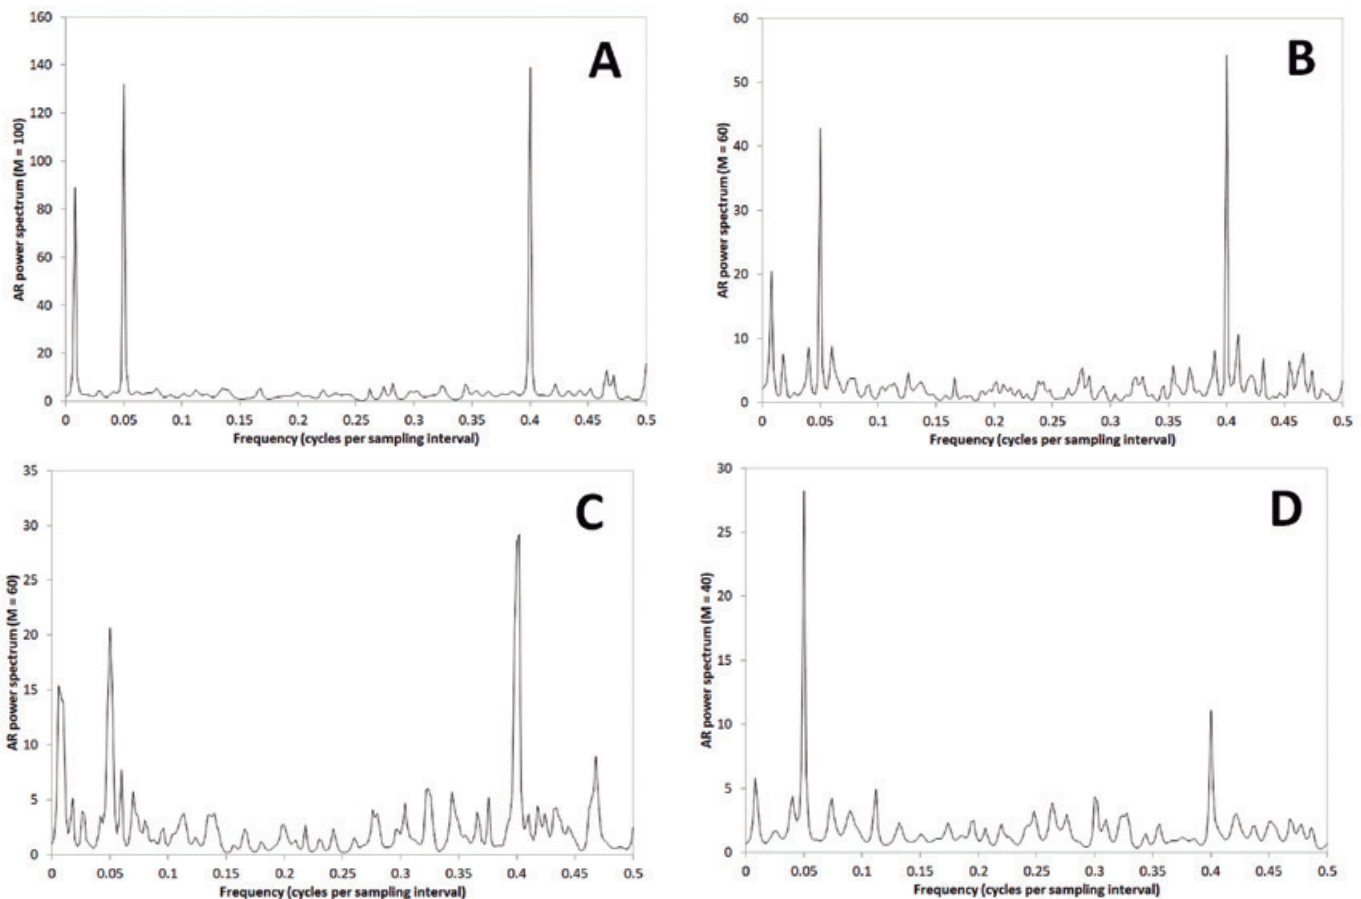 160
140
120
100
80
60
40
20
0
AR power spectrum (M = 100)
A
0 0.05 0.1 0.15 0.2 0.25 0.3 0.35 0.4 0.45 0.5
Frequency (cycles per sampling interval)
60
50
40
30
20
10
0
AR power spectrum (M = 60)
B
0 0.05 0.1 0.15 0.2 0.25 0.3 0.35 0.4 0.45 0.5
Frequency (cycles per sampling interval)
35
30
25
20
15
10
5
0
AR power spectrum (M = 60)
C
0 0.05 0.1 0.15 0.2 0.25 0.3 0.35 0.4 0.45 0.5
Frequency (cycles per sampling interval)
30
25
20
15
10
5
0
AR power spectrum (M = 40)
D
0 0.05 0.1 0.15 0.2 0.25 0.3 0.35 0.4 0.45 0.5
Frequency (cycles per sampling interval)